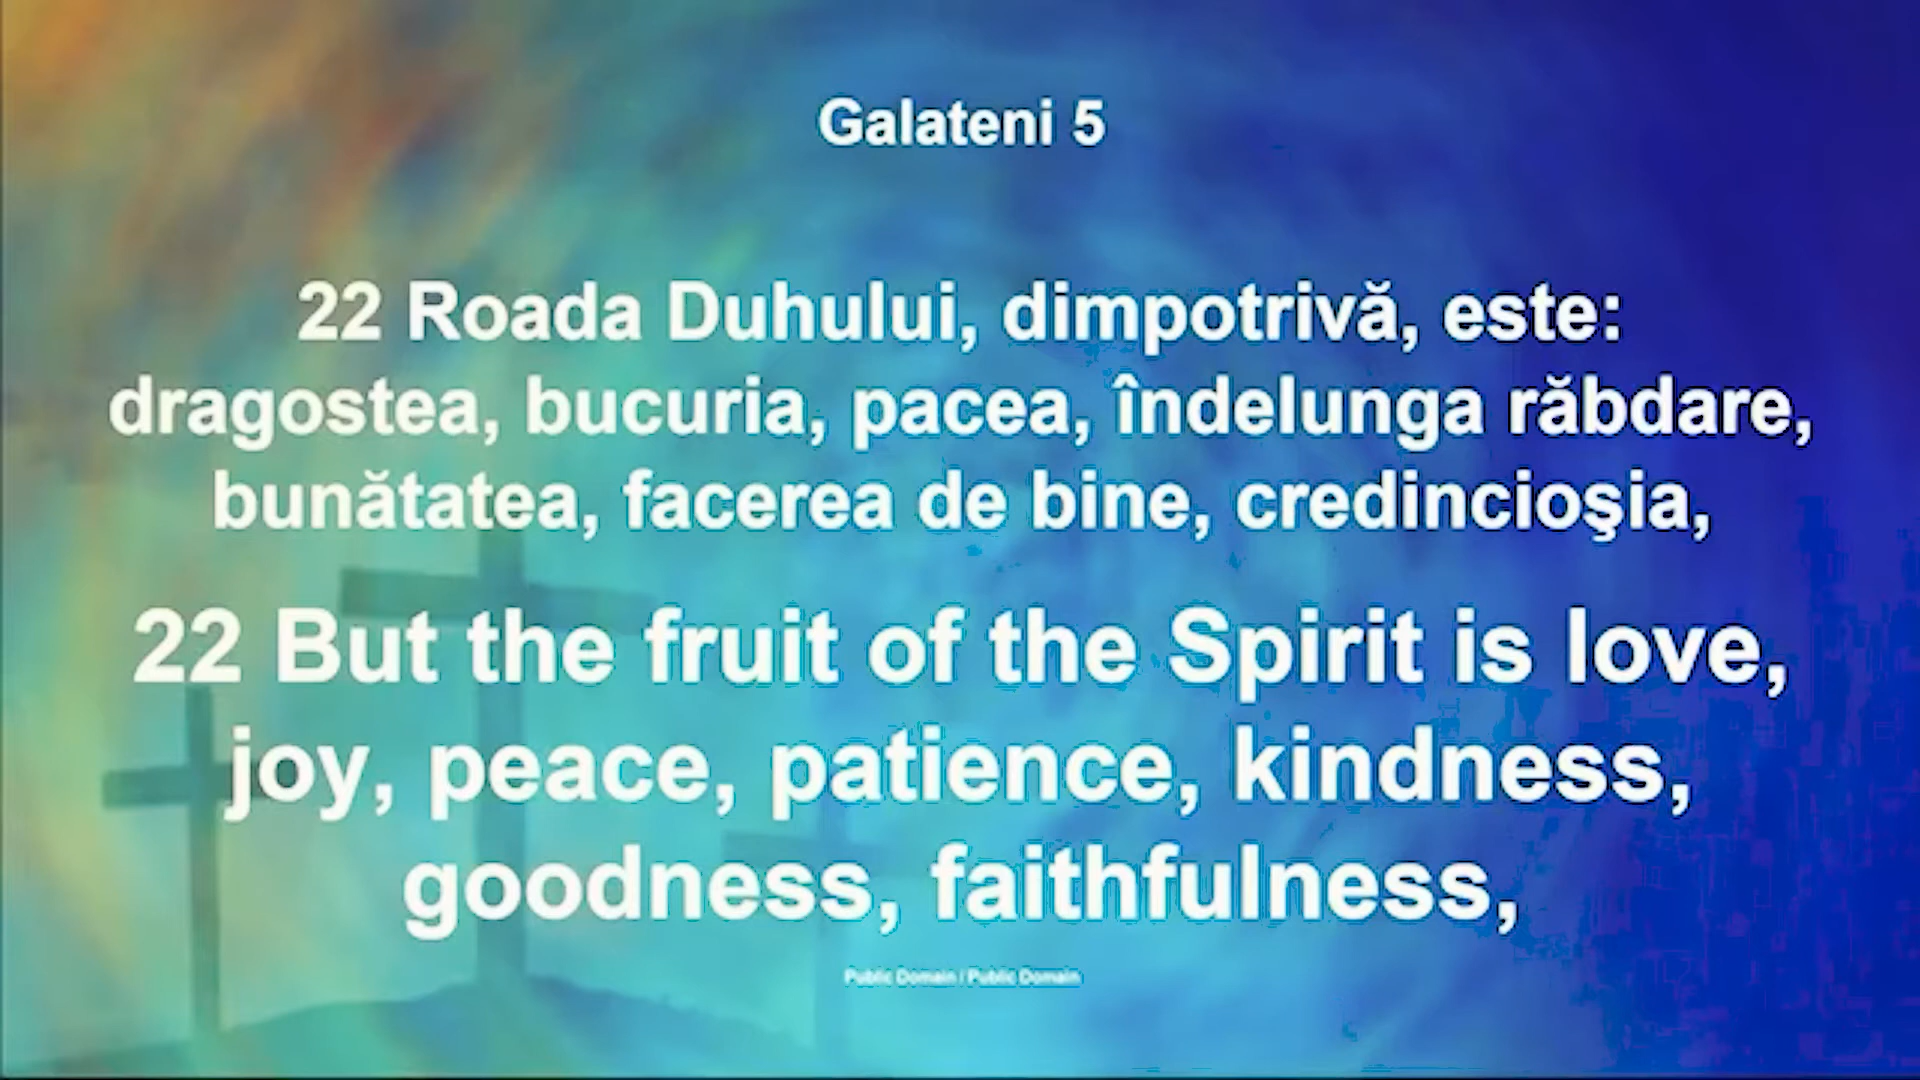 Galateni 5
22 Roada Duhului, dimpotrivă, este:
dragostea, bucuria, pacea, îndelunga răbdare,
bunătatea, facerea de bine, credincioşia,
22 But the fruit of the Spirit is love,
joy, peace, patience, kindness,
goodness, faithfulness,
Public Domain / Public Domain